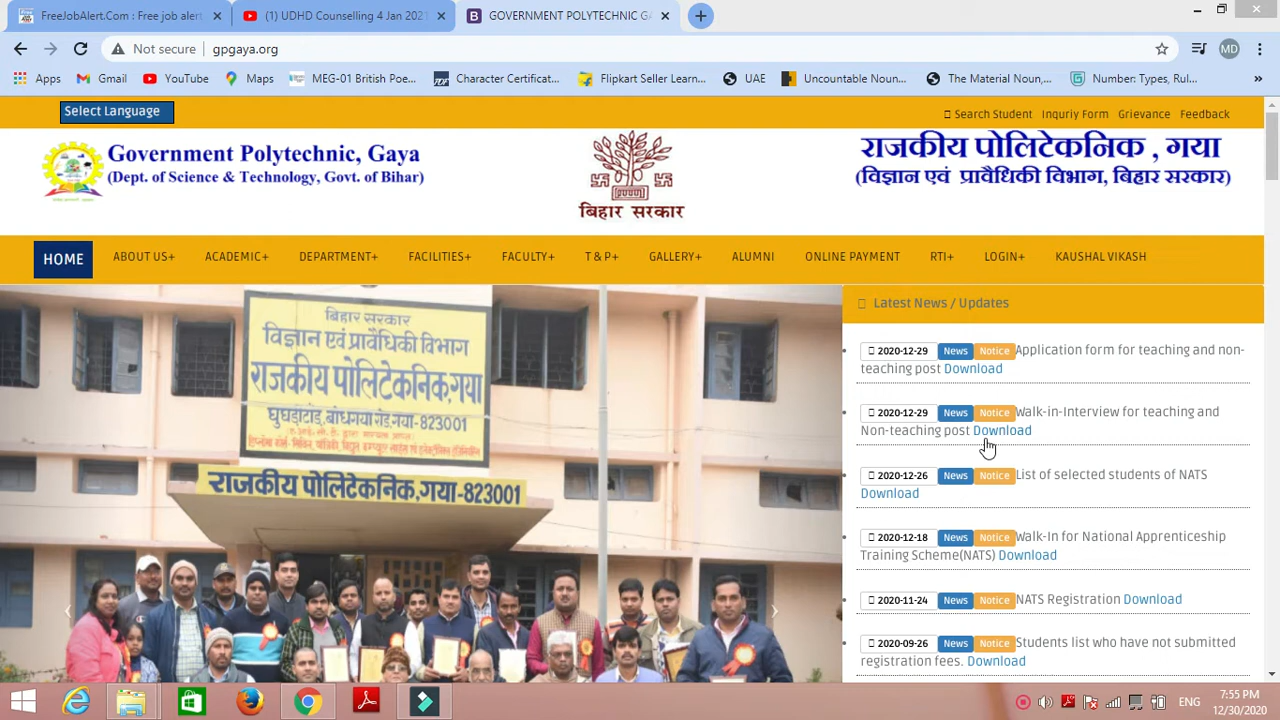 FreeJobAlert.Com : Free job alert
(1) UDHD Counselling 4 Jan 2021
GOVERNMENT POLYTECHNIC GA
Not secure
gpgaya.org
MD
Apps
Gmail
YouTube
Maps
MEG-01 British Poe...
Character Certificat...
Flipkart Seller Learn...
UAE
Uncountable Noun...
The Material Noun,...
Number: Types, Rul...
»
Select Language
Search Student Inquriy Form Grievance Feedback
Government Polytechnic, Gaya
(Dept. of Science & Technology, Govt. of Bihar)
बिहार सरकार
राजकीय पोलिटेकनिक , गया
(विज्ञान एवं प्रावैधिकी विभाग, बिहार सरकार)
HOME ABOUT US+ ACADEMIC+ DEPARTMENT+ FACILITIES+ FACULTY+ T & P+ GALLERY+ ALUMNI ONLINE PAYMENT RTI+ LOGIN+ KAUSHAL VIKASH
बिहार सरकार
विज्ञान एवं प्रावैधिकी विभाग
राजकीय पोलिटेकनिक,गया
घुघड़ीटाड़, बोधगया रोड,गया-823001
राजकीय पोलिटेकनिक,गया-823001
Latest News / Updates
2020-12-29 News Notice Application form for teaching and non-
teaching post Download
2020-12-29 News Notice Walk-in-Interview for teaching and
Non-teaching post Download
2020-12-26 News Notice List of selected students of NATS
Download
2020-12-18 News Notice Walk-In for National Apprenticeship
Training Scheme(NATS) Download
2020-11-24 News Notice NATS Registration Download
2020-09-26 News Notice Students list who have not submitted
registration fees. Download
ENG
7:55 PM
12/30/2020